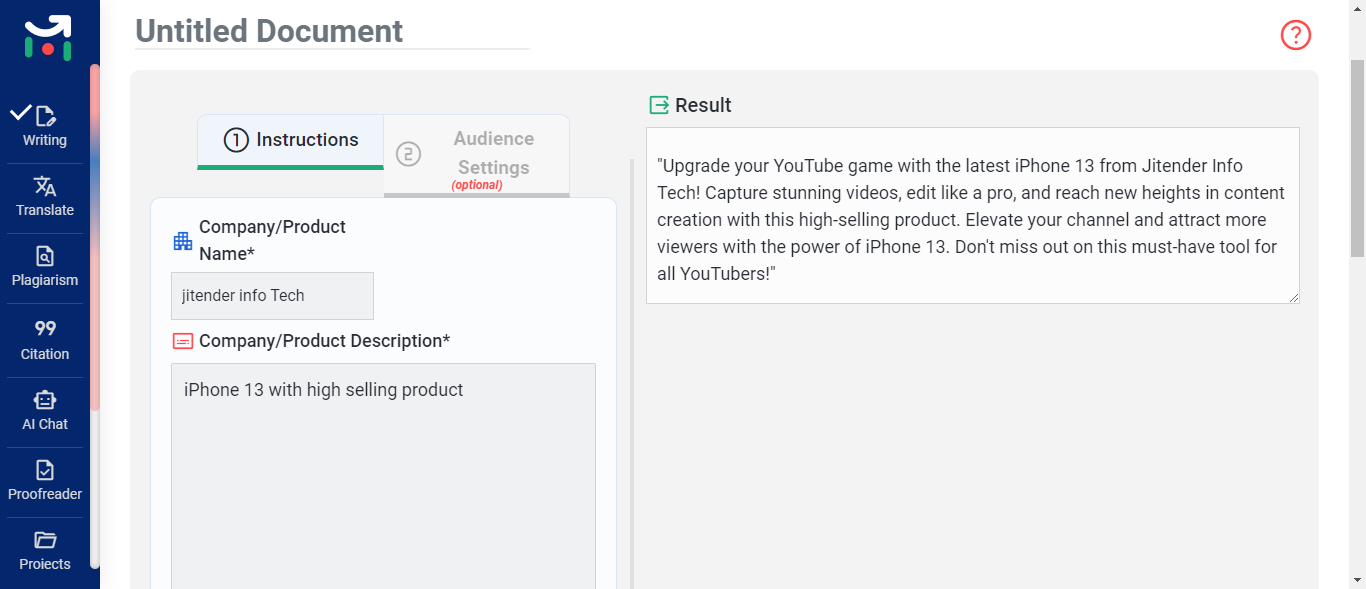 Untitled Document
?
Writing
Translate
Plagiarism
99
Citation
AI Chat
Proofreader
Projects
1 Instructions
2 Audience
Settings
(optional)
Company/Product
Name*
jitender info Tech
Company/Product Description*
iPhone 13 with high selling product
Result
"Upgrade your YouTube game with the latest iPhone 13 from Jitender Info
Tech! Capture stunning videos, edit like a pro, and reach new heights in content
creation with this high-selling product. Elevate your channel and attract more
viewers with the power of iPhone 13. Don't miss out on this must-have tool for
all YouTubers!"